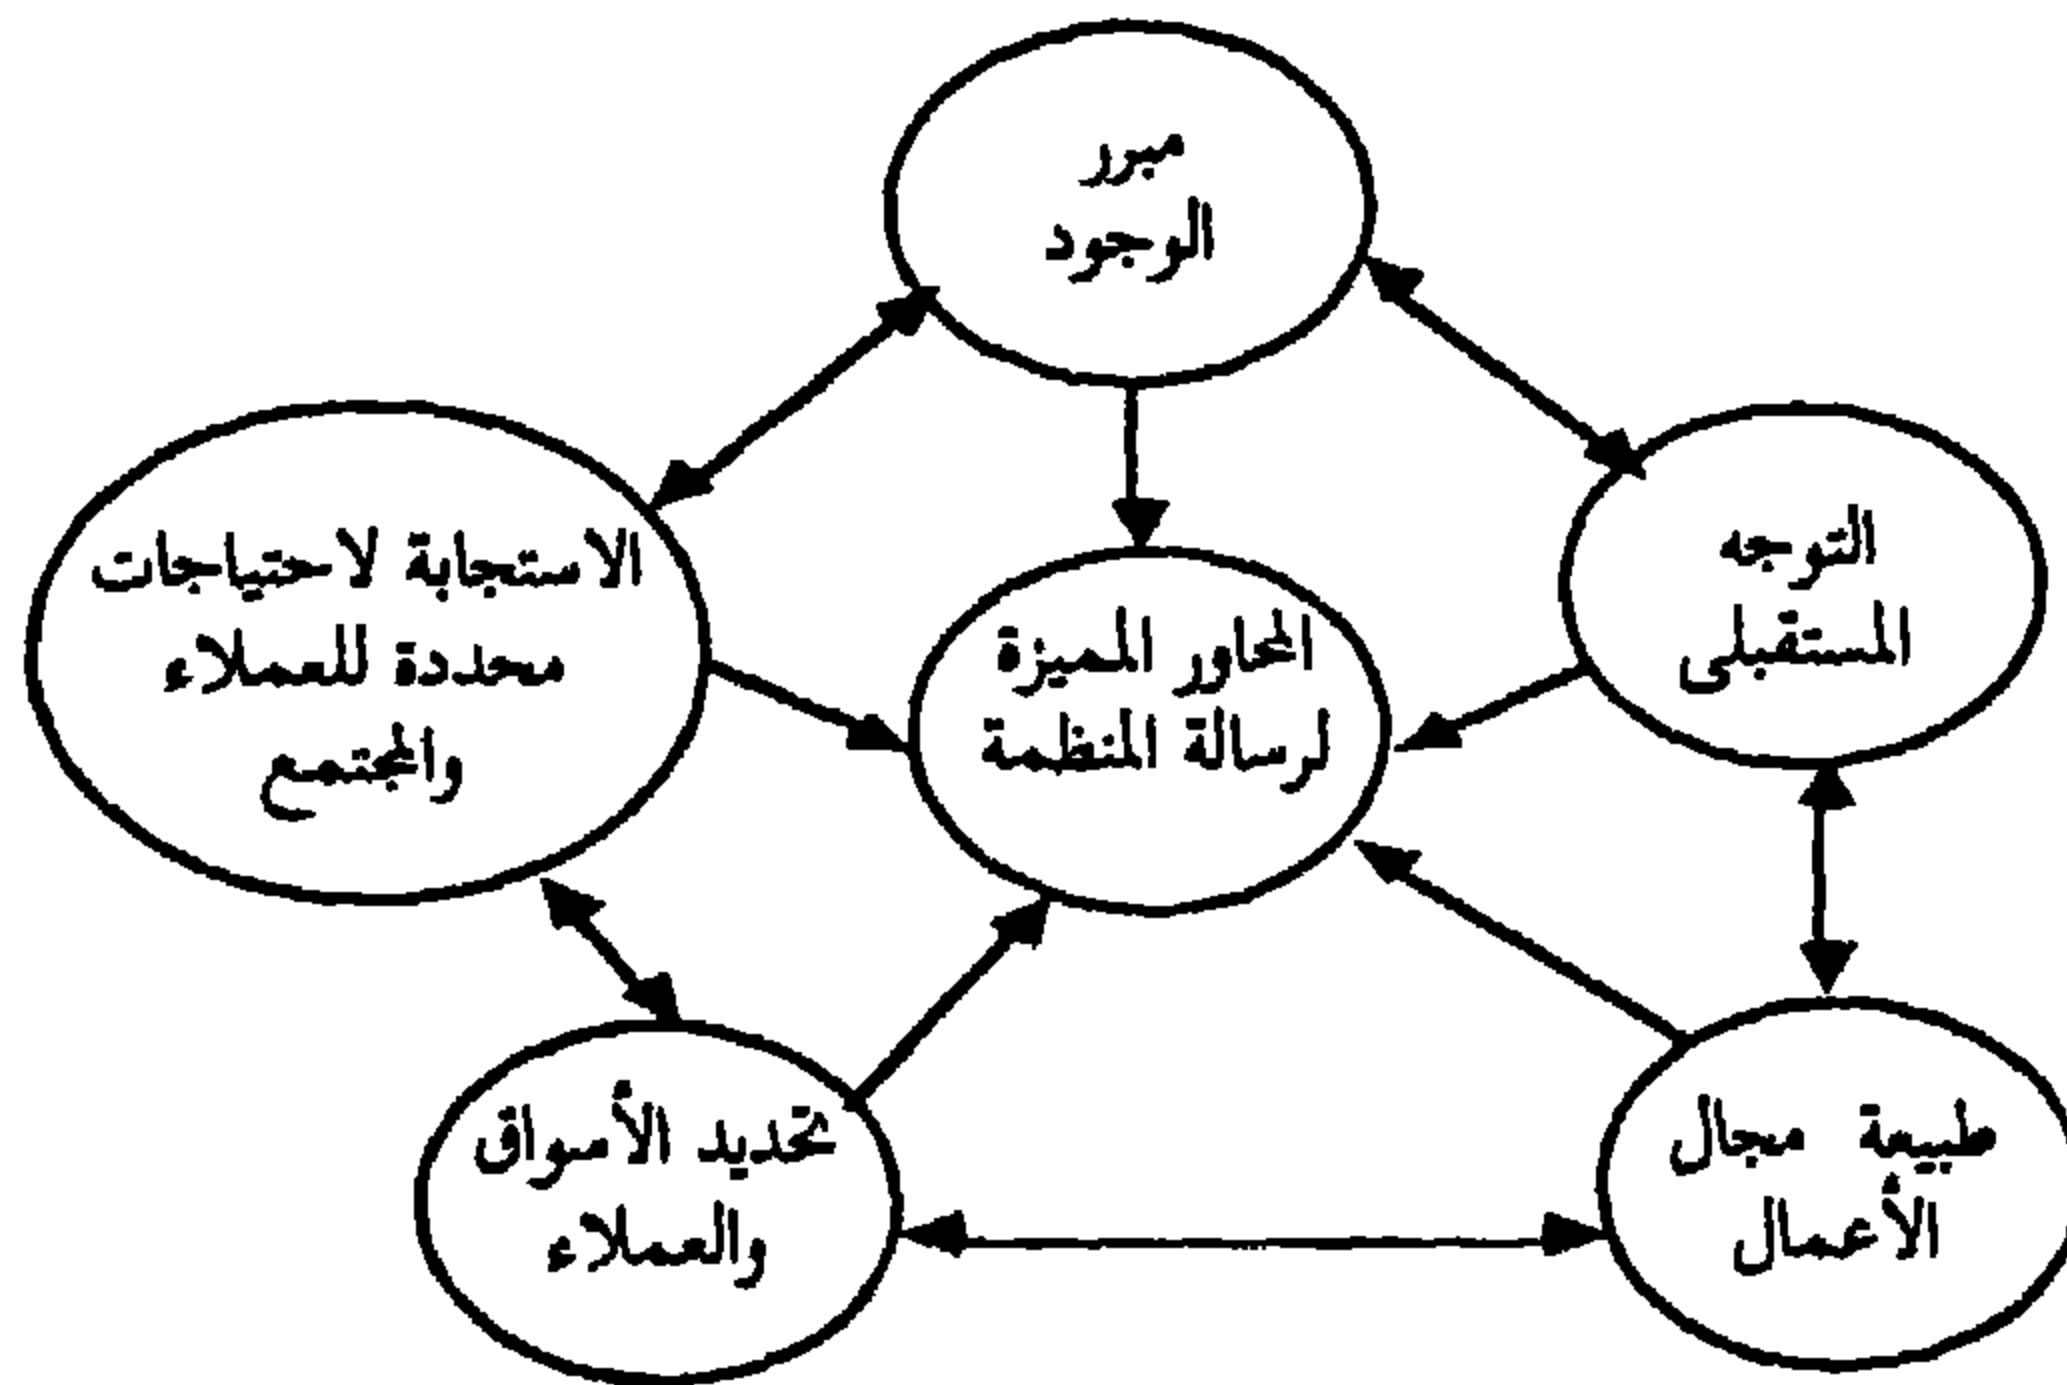 مبرر
الوجود
التوجه
المستقبلى
الاستجابة لاحتياجات
محددة للعملاء
والمجتمع
المحاور المميزة
لرسالة المنظمة
طبيعة مجال
الأعمال
تحديد الأسواق
والعملاء